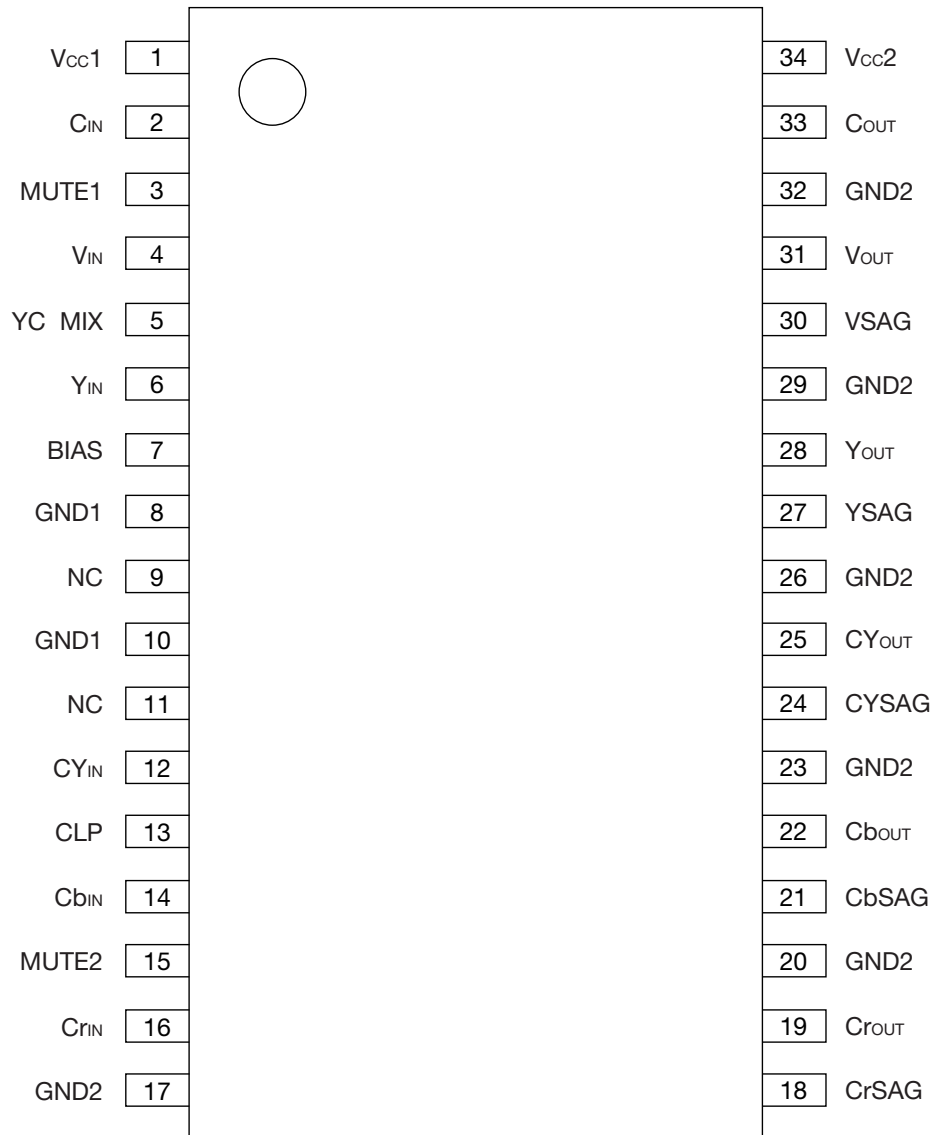 Vcc1 1 34 Vcc2
CIN 2 33 COUT
MUTE1 3 32 GND2
VIN 4 31 VOUT
YC MIX 5 30 VSAG
YIN 6 29 GND2
BIAS 7 28 YOUT
GND1 8 27 YSAG
NC 9 26 GND2
GND1 10 25 CYOUT
NC 11 24 CYSAG
CYIN 12 23 GND2
CLP 13 22 CbOUT
CbIN 14 21 CbSAG
MUTE2 15 20 GND2
CrIN 16 19 CrOUT
GND2 17 18 CrSAG